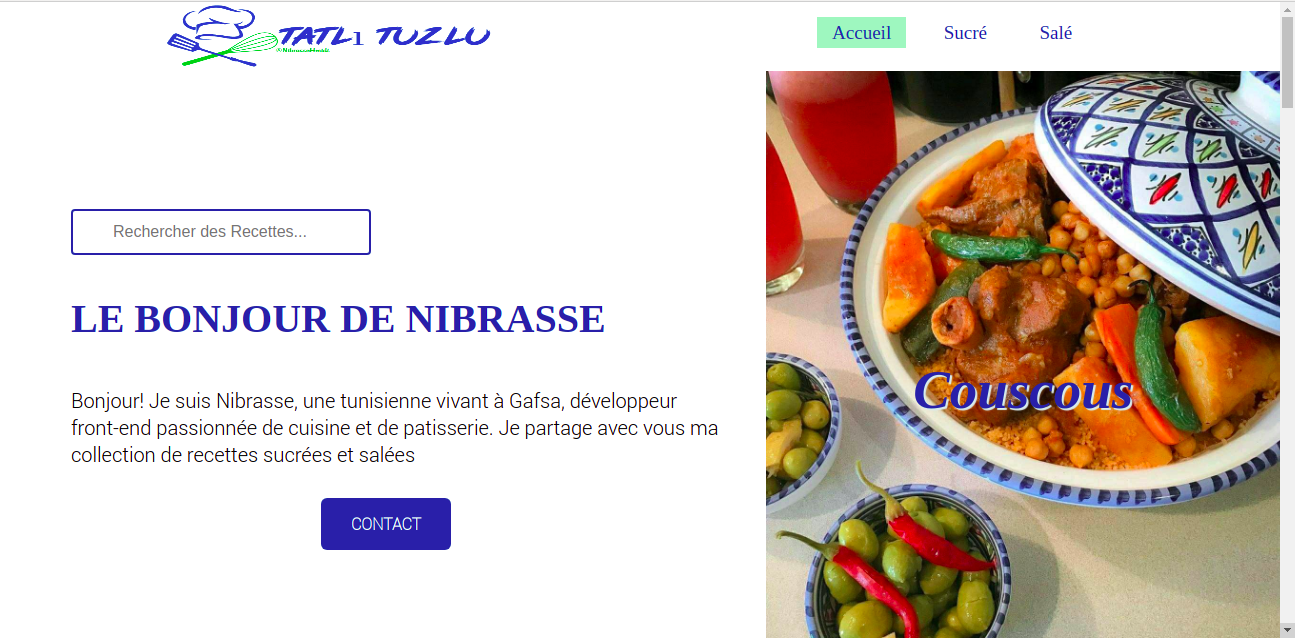 TATLı TUZLU
Accueil
Sucré
Salé
Rechercher des Recettes...
LE BONJOUR DE NIBRASSE
Bonjour! Je suis Nibrasse, une tunisienne vivant à Gafsa, développeur
front-end passionnée de cuisine et de patisserie. Je partage avec vous ma
collection de recettes sucrées et salées
CONTACT
Couscous